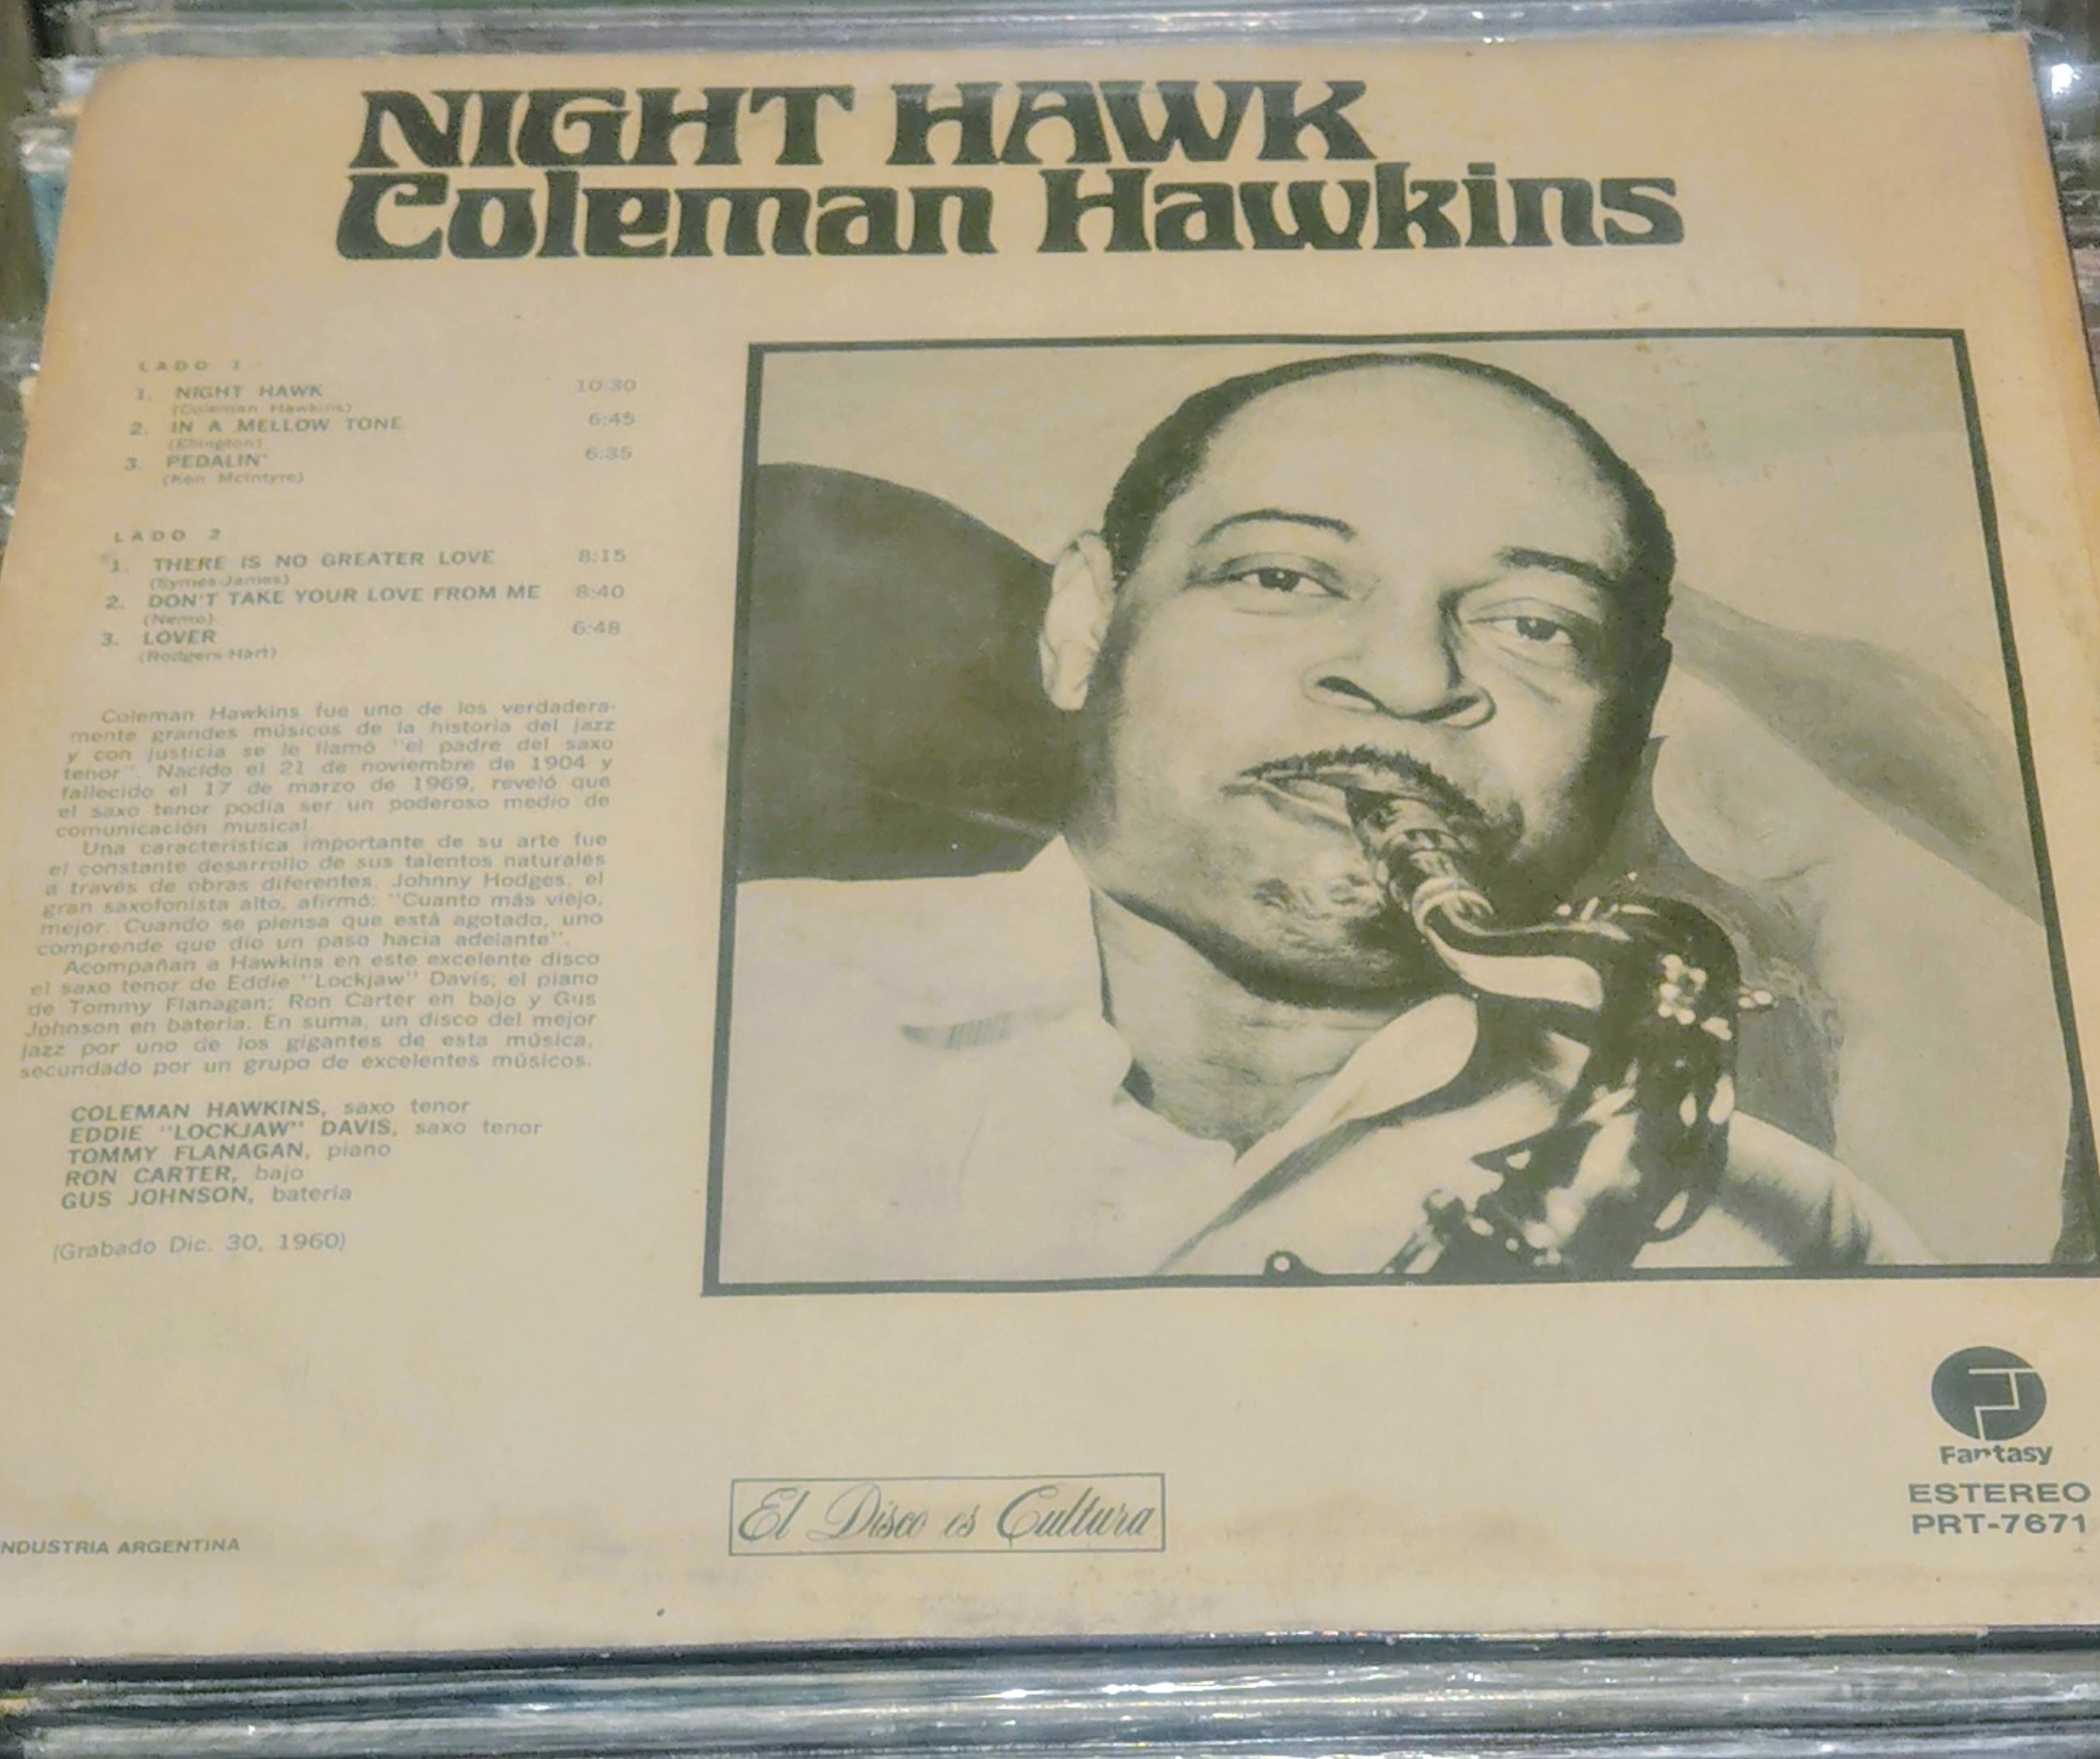 NIGHT HAWK
Coleman Hawkins
LADO 1
1. NIGHT HAWK 10:30
(Coleman Hawkins)
2. IN A MELLOW TONE 6:45
(Ellington)
3. PEDALIN' 6:35
(Ken McIntyre)
LADO 2
1. THERE IS NO GREATER LOVE 8:15
(Symes-James)
2. DON'T TAKE YOUR LOVE FROM ME 8:40
(Nemo)
3. LOVER 6:48
(Rodgers-Hart)
Coleman Hawkins fue uno de los verdadera-
mente grandes músicos de la historia del jazz
y con justicia se le llamó "el padre del saxo
tenor". Nacido el 21 de noviembre de 1904 y
fallecido el 17 de marzo de 1969, reveló que
el saxo tenor podía ser un poderoso medio de
comunicación musical.
Una característica importante de su arte fue
el constante desarrollo de sus talentos naturales
a través de obras diferentes. Johnny Hodges, el
gran saxofonista alto, afirmó: "Cuanto más viejo,
mejor. Cuando se piensa que está agotado, uno
comprende que dio un paso hacia adelante".
Acompañan a Hawkins en este excelente disco
el saxo tenor de Eddie "Lockjaw" Davis; el piano
de Tommy Flanagan; Ron Carter en bajo y Gus
Johnson en batería. En suma, un disco del mejor
jazz por uno de los gigantes de esta música,
secundado por un grupo de excelentes músicos.
COLEMAN HAWKINS, saxo tenor
EDDIE "LOCKJAW" DAVIS, saxo tenor
TOMMY FLANAGAN, piano
RON CARTER, bajo
GUS JOHNSON, batería
(Grabado Dic. 30, 1960)
Fantasy
ESTEREO
PRT-7671
El Disco es Cultura
INDUSTRIA ARGENTINA